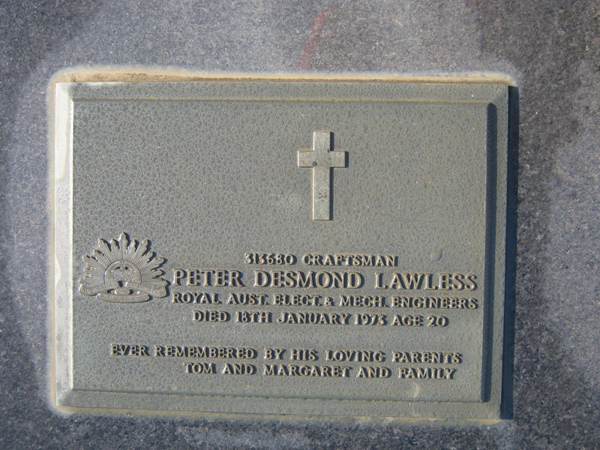 313680 CRAFTSMAN
PETER DESMOND LAWLESS
ROYAL AUST. ELECT. & MECH. ENGINEERS
DIED 18TH JANUARY 1973 AGE 20
EVER REMEMBERED BY HIS LOVING PARENTS
TOM AND MARGARET AND FAMILY